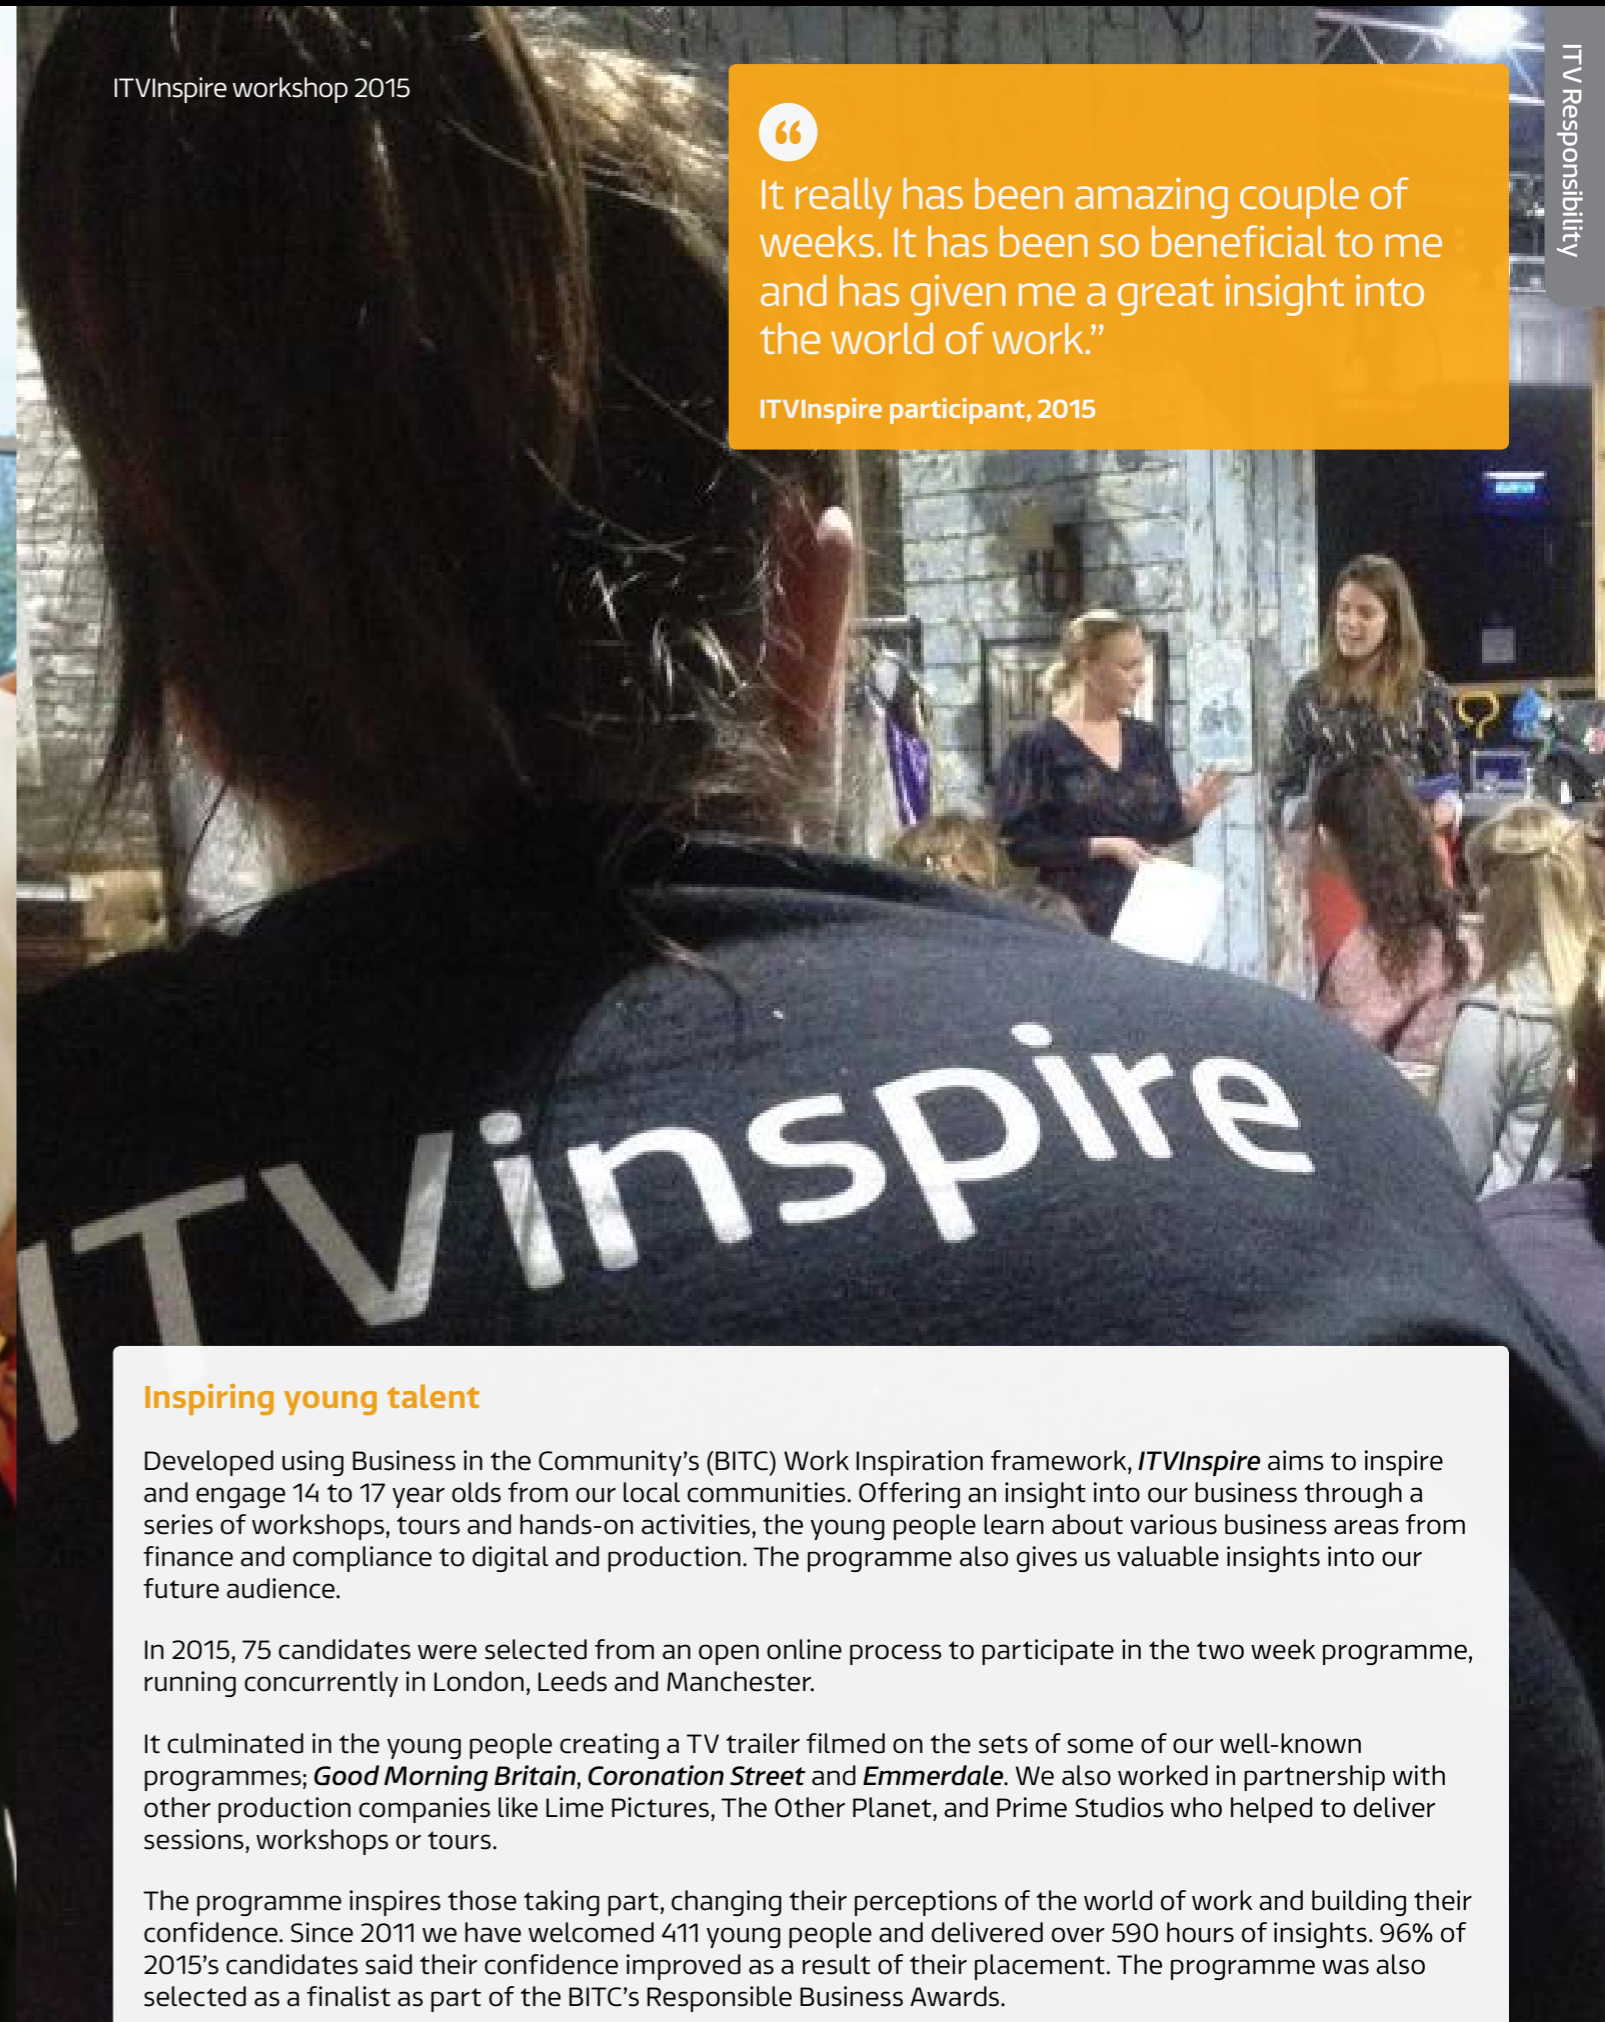 ITVInspire workshop 2015
ITV Responsibility
“
It really has been amazing couple of
weeks. It has been so beneficial to me
and has given me a great insight into
the world of work.”
ITVInspire participant, 2015
ITVinspire
Inspiring young talent
Developed using Business in the Community’s (BITC) Work Inspiration framework, ITVInspire aims to inspire
and engage 14 to 17 year olds from our local communities. Offering an insight into our business through a
series of workshops, tours and hands-on activities, the young people learn about various business areas from
finance and compliance to digital and production. The programme also gives us valuable insights into our
future audience.
In 2015, 75 candidates were selected from an open online process to participate in the two week programme,
running concurrently in London, Leeds and Manchester.
It culminated in the young people creating a TV trailer filmed on the sets of some of our well-known
programmes; Good Morning Britain, Coronation Street and Emmerdale. We also worked in partnership with
other production companies like Lime Pictures, The Other Planet, and Prime Studios who helped to deliver
sessions, workshops or tours.
The programme inspires those taking part, changing their perceptions of the world of work and building their
confidence. Since 2011 we have welcomed 411 young people and delivered over 590 hours of insights. 96% of
2015’s candidates said their confidence improved as a result of their placement. The programme was also
selected as a finalist as part of the BITC’s Responsible Business Awards.